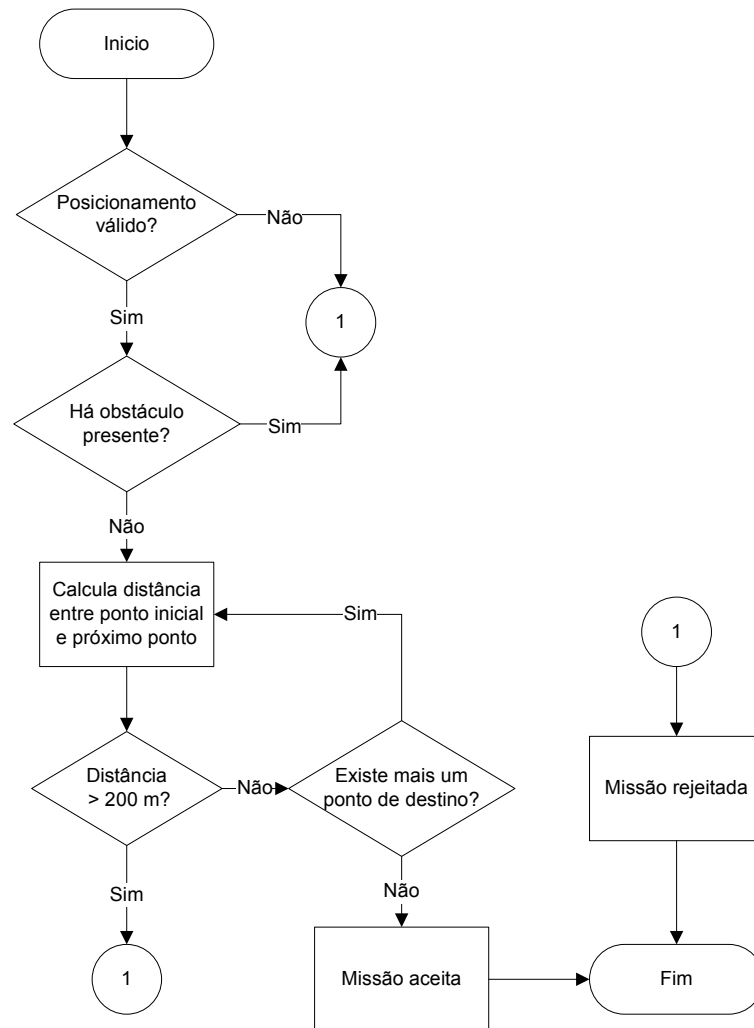 Inicio
Posicionamento
válido?
Não
1
Sim
Há obstáculo
presente?
Sim
Não
Calcula distância
entre ponto inicial
e próximo ponto
Sim
1
Distância
> 200 m?
Não
Existe mais um
ponto de destino?
Missão rejeitada
Sim
Não
1
Missão aceita
Fim